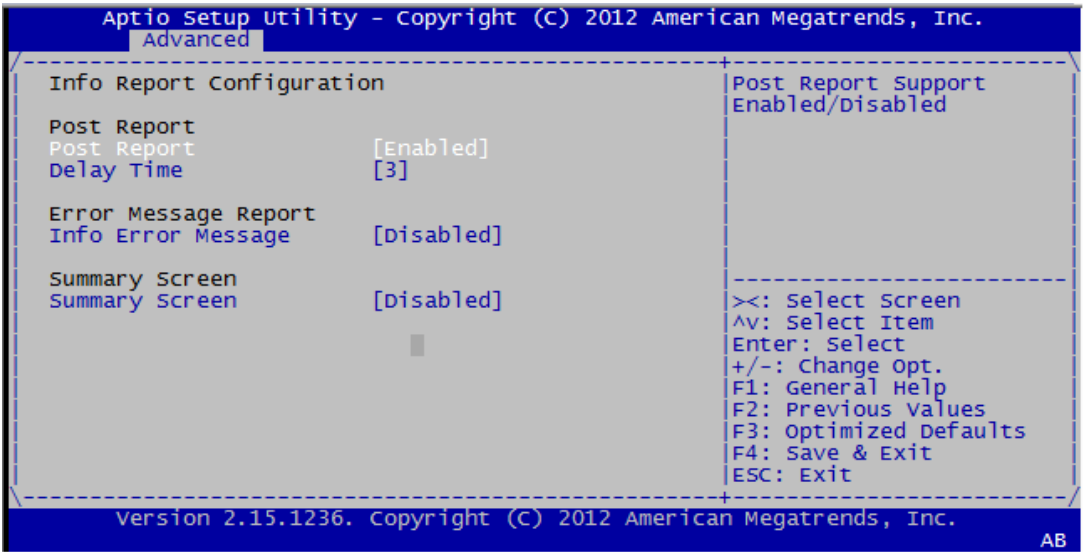 Aptio Setup Utility - Copyright (C) 2012 American Megatrends, Inc.
Advanced
Info Report Configuration
Post Report
Post Report [Enabled]
Delay Time [3]
Error Message Report
Info Error Message [Disabled]
Summary Screen
Summary Screen [Disabled]
Post Report Support
Enabled/Disabled
><: Select Screen
^v: Select Item
Enter: Select
+/-: Change Opt.
F1: General Help
F2: Previous Values
F3: Optimized Defaults
F4: Save & Exit
ESC: Exit
Version 2.15.1236. Copyright (C) 2012 American Megatrends, Inc.
AB